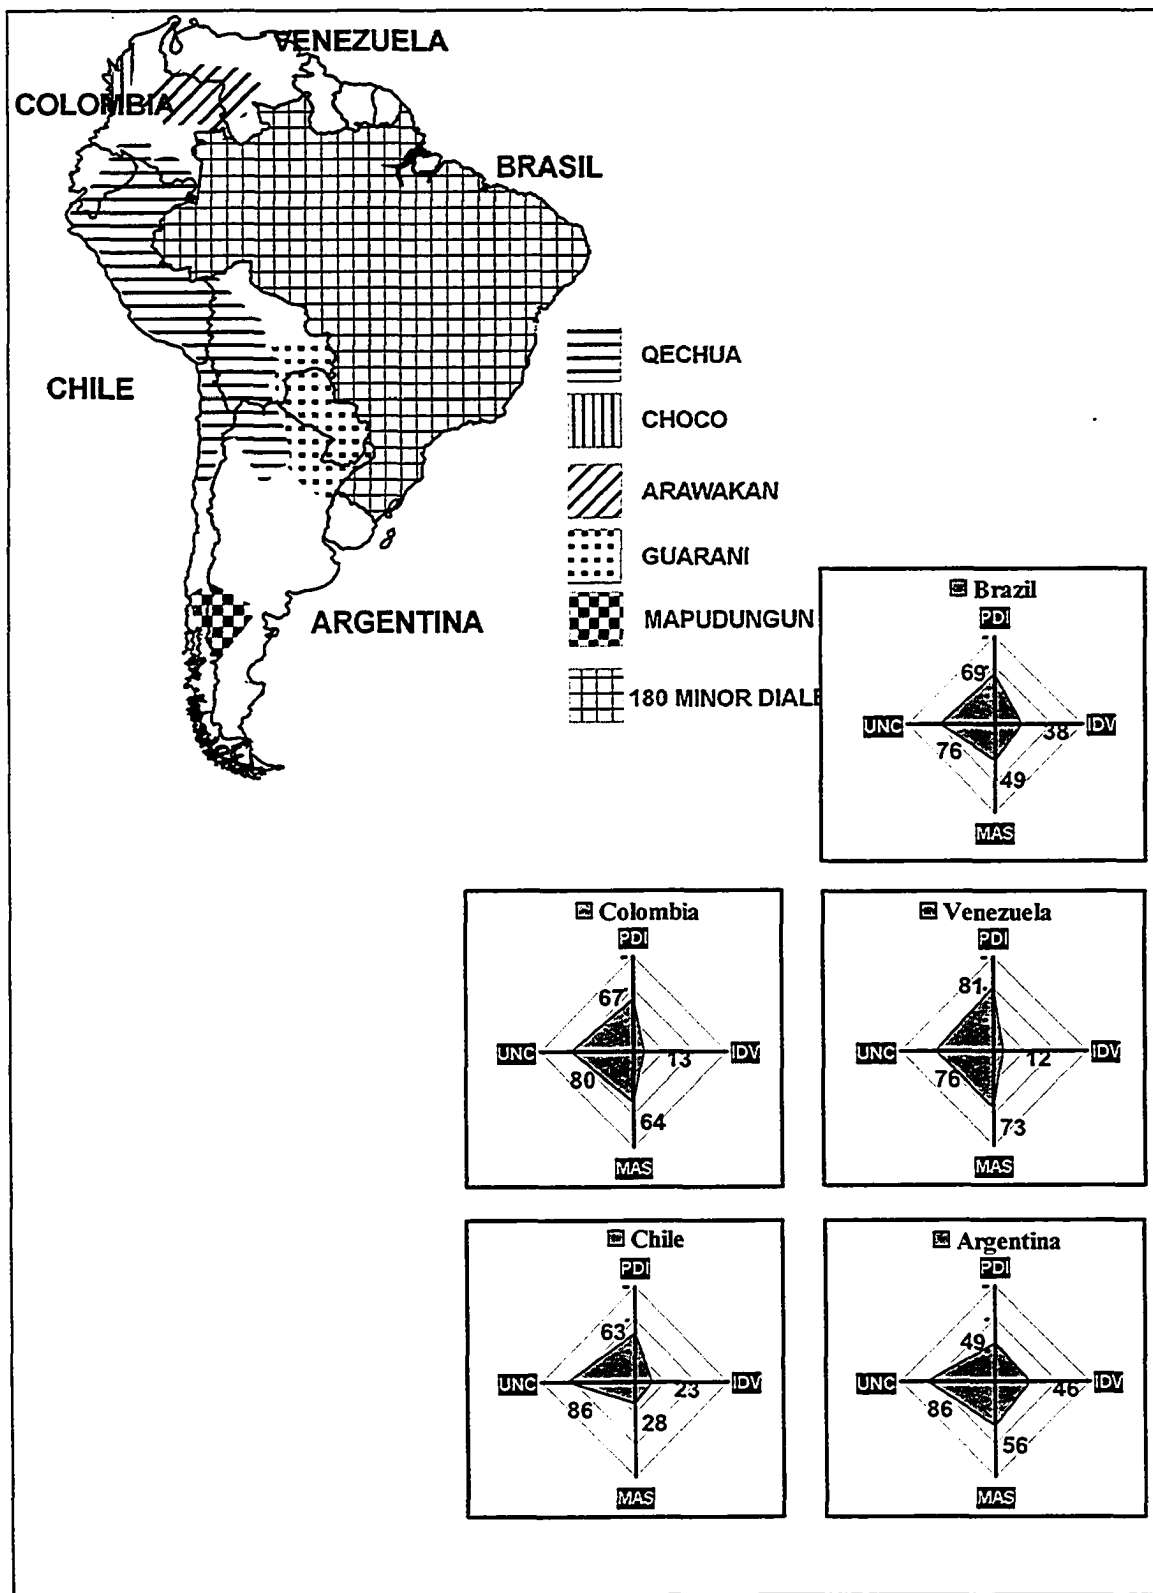 VENEZUELA
COLOMBIA
BRASIL
CHILE
ARGENTINA
QECHUA
CHOCO
ARAWAKAN
GUARANI
MAPUDUNGUN
180 MINOR DIALE
Brazil
PDI
69
UNC
IDV
38
76
49
MAS
Colombia
PDI
67
UNC
IDV
13
80
64
MAS
Venezuela
PDI
81
UNC
IDV
12
76
73
MAS
Chile
PDI
63
UNC
IDV
23
86
28
MAS
Argentina
PDI
49
UNC
IDV
46
86
56
MAS